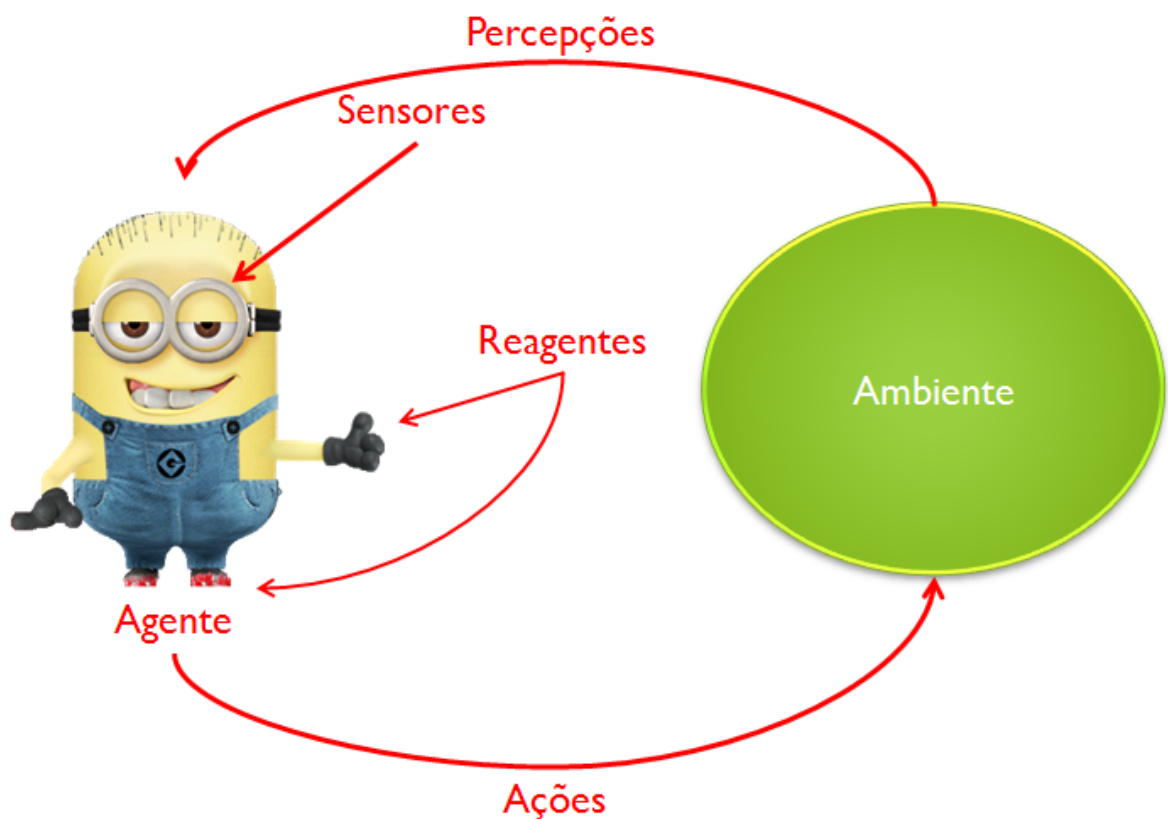 Percepções
Sensores
Reagentes
Ambiente
Agente
Ações